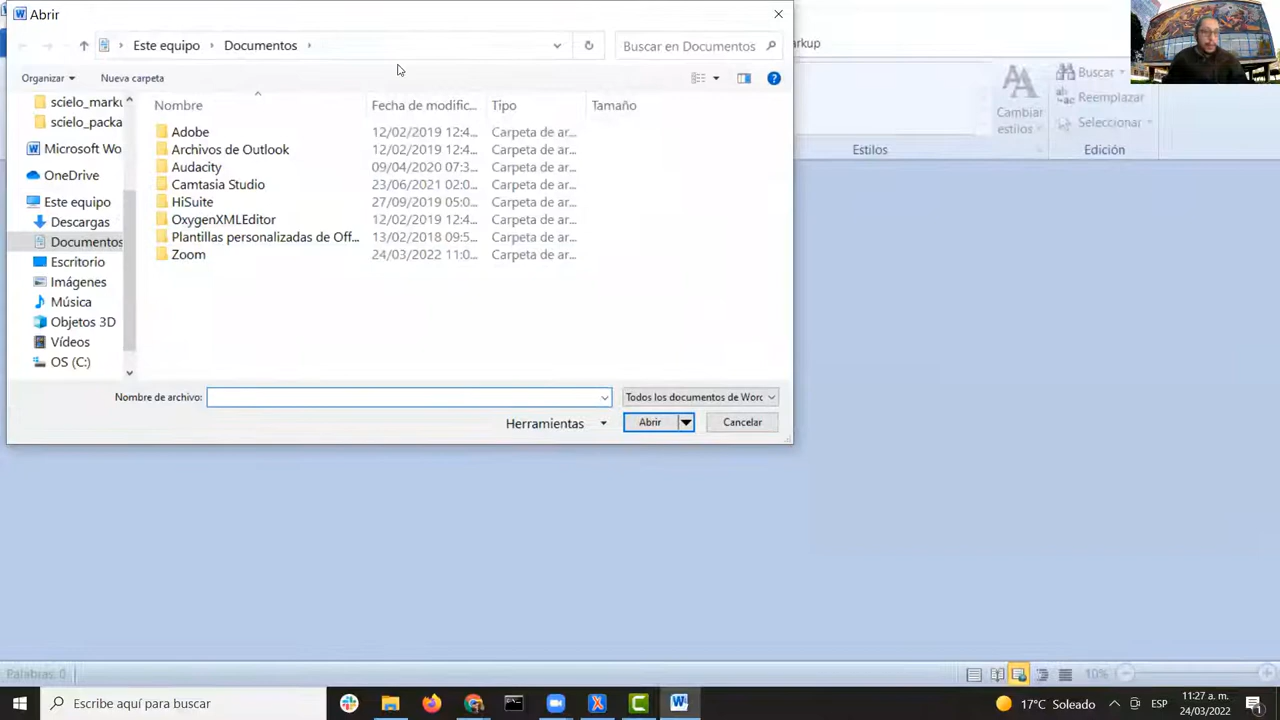 Abrir
Este equipo Documentos
Buscar en Documentos
arkup
Organizar
Nueva carpeta
Buscar
Reemplazar
Seleccionar
Cambiar
estilos
Estilos
Edición
scielo_marku
scielo_packa
Microsoft Wo
OneDrive
Este equipo
Descargas
Documentos
Escritorio
Imágenes
Música
Objetos 3D
Vídeos
OS (C:)
Nombre Fecha de modific... Tipo Tamaño
Adobe 12/02/2019 12:4... Carpeta de ar...
Archivos de Outlook 12/02/2019 12:4... Carpeta de ar...
Audacity 09/04/2020 07:3... Carpeta de ar...
Camtasia Studio 23/06/2021 02:0... Carpeta de ar...
HiSuite 27/09/2019 05:0... Carpeta de ar...
OxygenXMLEditor 12/02/2019 12:4... Carpeta de ar...
Plantillas personalizadas de Off... 13/02/2018 09:5... Carpeta de ar...
Zoom 24/03/2022 11:0... Carpeta de ar...
Nombre de archivo:
Todos los documentos de Worc
Herramientas
Abrir
Cancelar
Palabras: 0
10%
Escribe aquí para buscar
17°C Soleado
ESP
11:27 a. m.
24/03/2022
1